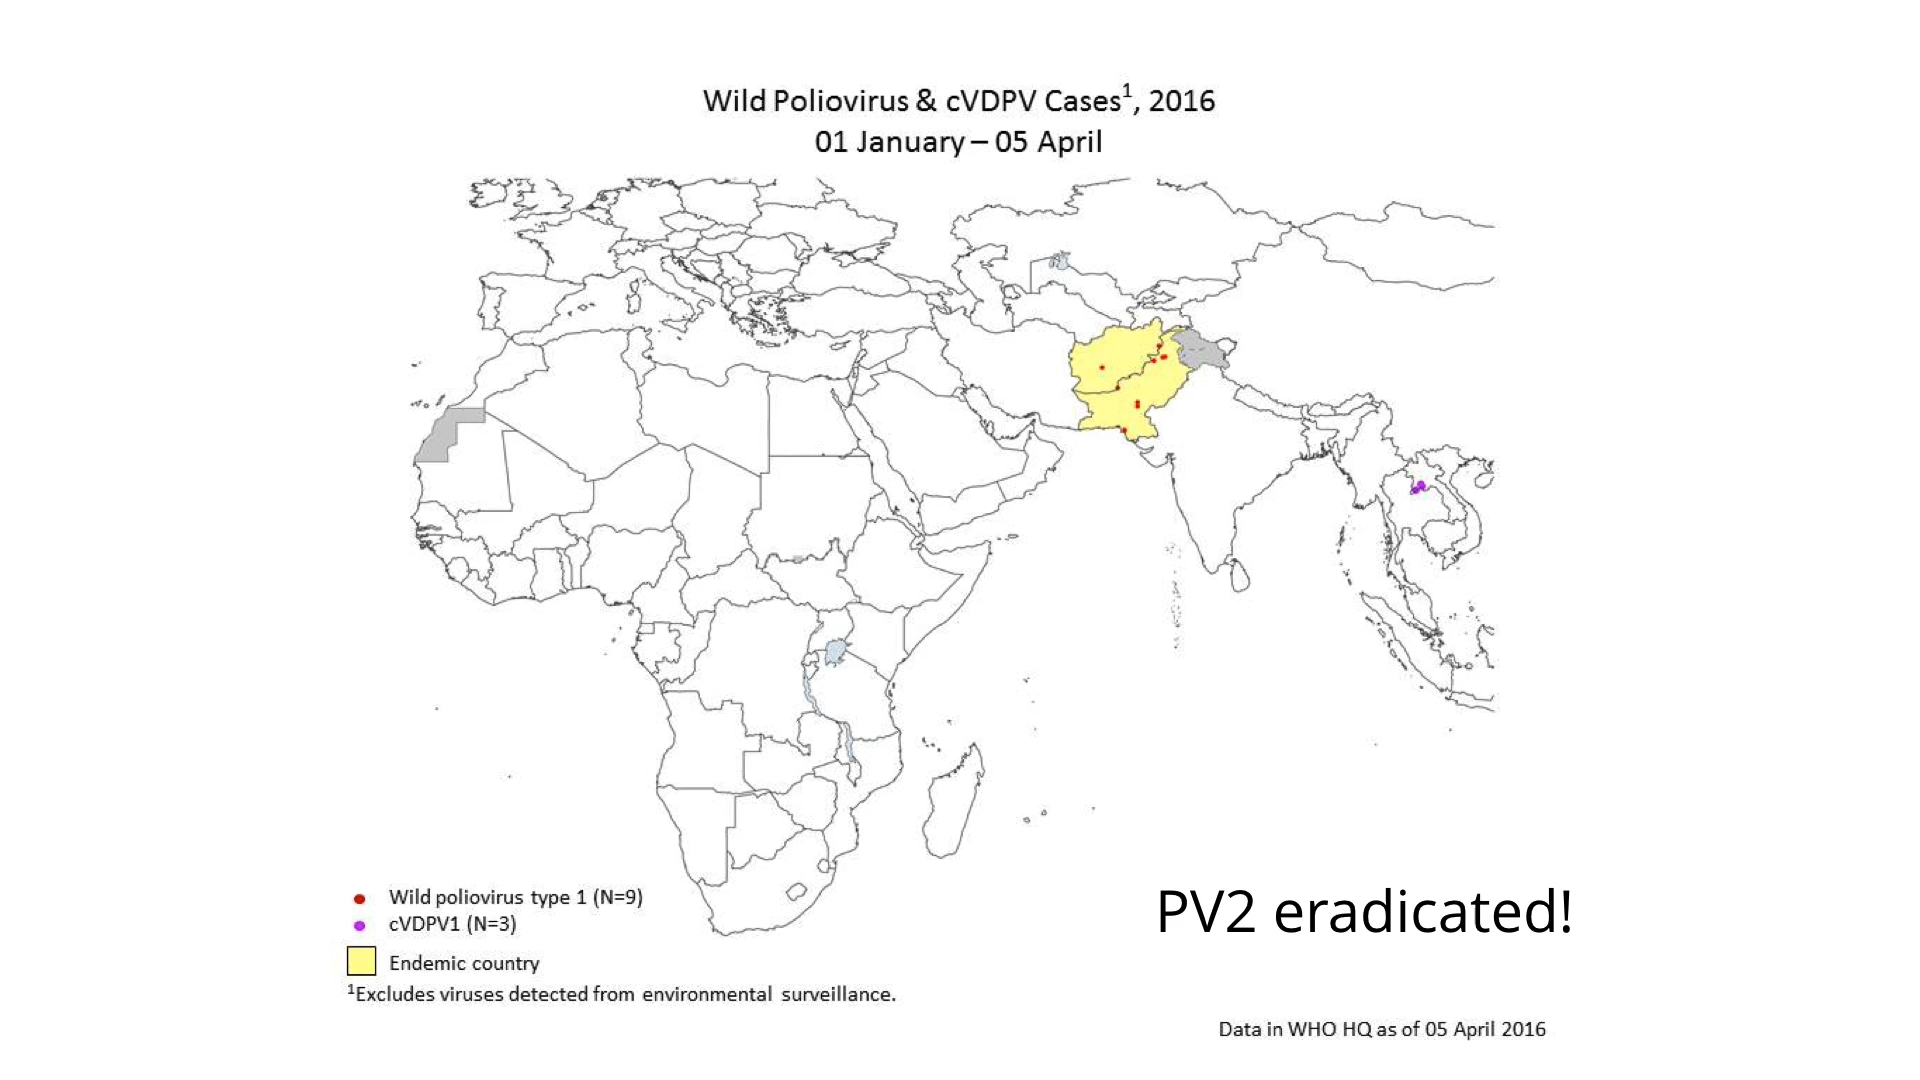 Wild Poliovirus & cVDPV Cases¹, 2016
01 January – 05 April
Wild poliovirus type 1 (N=9)
cVDPV1 (N=3)
PV2 eradicated!
Endemic country
¹Excludes viruses detected from environmental surveillance.
Data in WHO HQ as of 05 April 2016